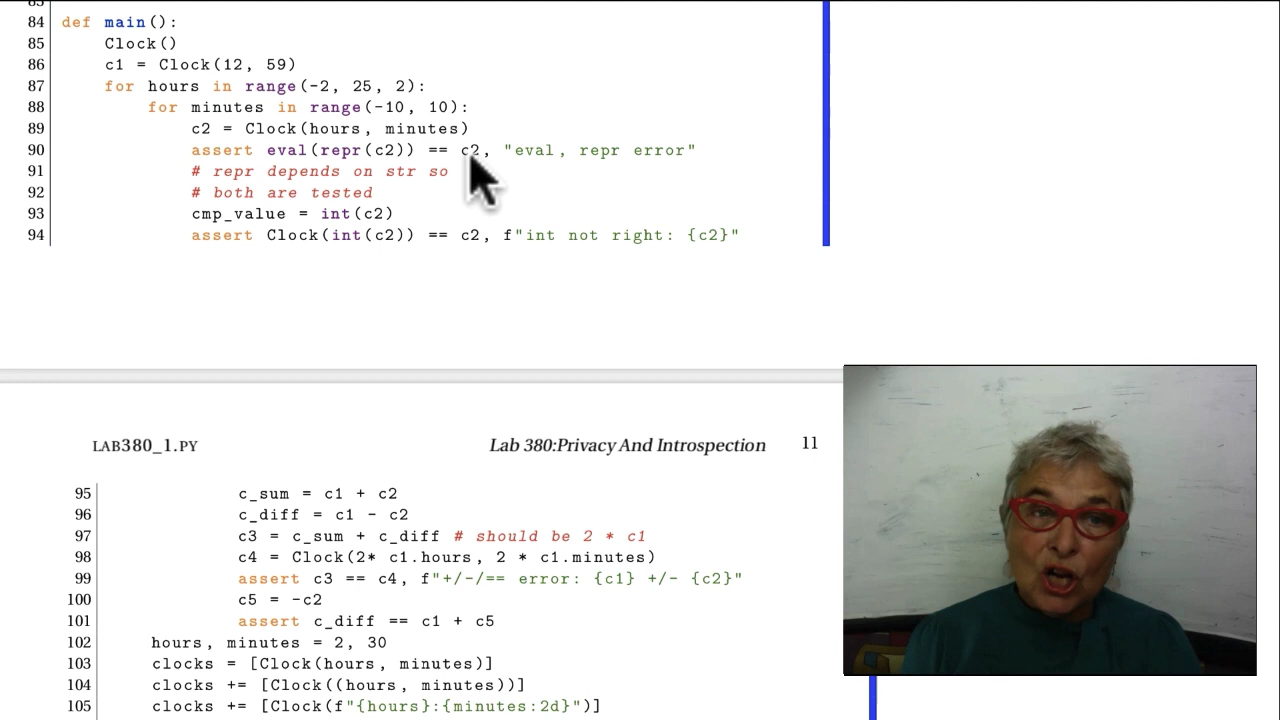 84 def main():
85 Clock()
86 c1 = Clock(12, 59)
87 for hours in range(-2, 25, 2):
88 for minutes in range(-10, 10):
89 c2 = Clock(hours, minutes)
90 assert eval(repr(c2)) == c2, "eval, repr error"
91 # repr depends on str so
92 # both are tested
93 cmp_value = int(c2)
94 assert Clock(int(c2)) == c2, f"int not right: {c2}"
LAB380_1.PY Lab 380:Privacy And Introspection 11
95 c_sum = c1 + c2
96 c_diff = c1 - c2
97 c3 = c_sum + c_diff # should be 2 * c1
98 c4 = Clock(2* c1.hours, 2 * c1.minutes)
99 assert c3 == c4, f"+/-/== error: {c1} +/- {c2}"
100 c5 = -c2
101 assert c_diff == c1 + c5
102 hours, minutes = 2, 30
103 clocks = [Clock(hours, minutes)]
104 clocks += [Clock((hours, minutes))]
105 clocks += [Clock(f"{hours}:{minutes:2d}")]